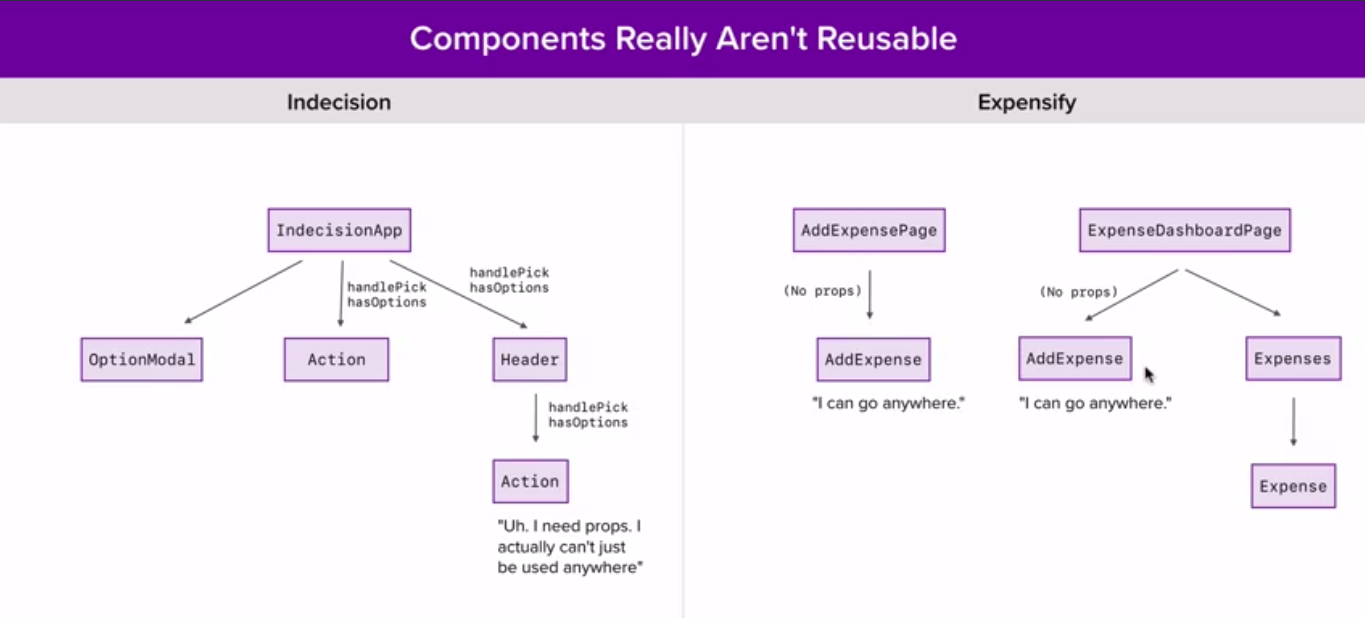 Components Really Aren't Reusable
Indecision
IndecisionApp
handlePick
hasOptions
handlePick
hasOptions
OptionModal
Action
Header
handlePick
hasOptions
Action
"Uh. I need props. I
actually can't just
be used anywhere"
Expensify
AddExpensePage
ExpenseDashboardPage
(No props)
(No props)
AddExpense
AddExpense
Expenses
"I can go anywhere."
"I can go anywhere."
Expense